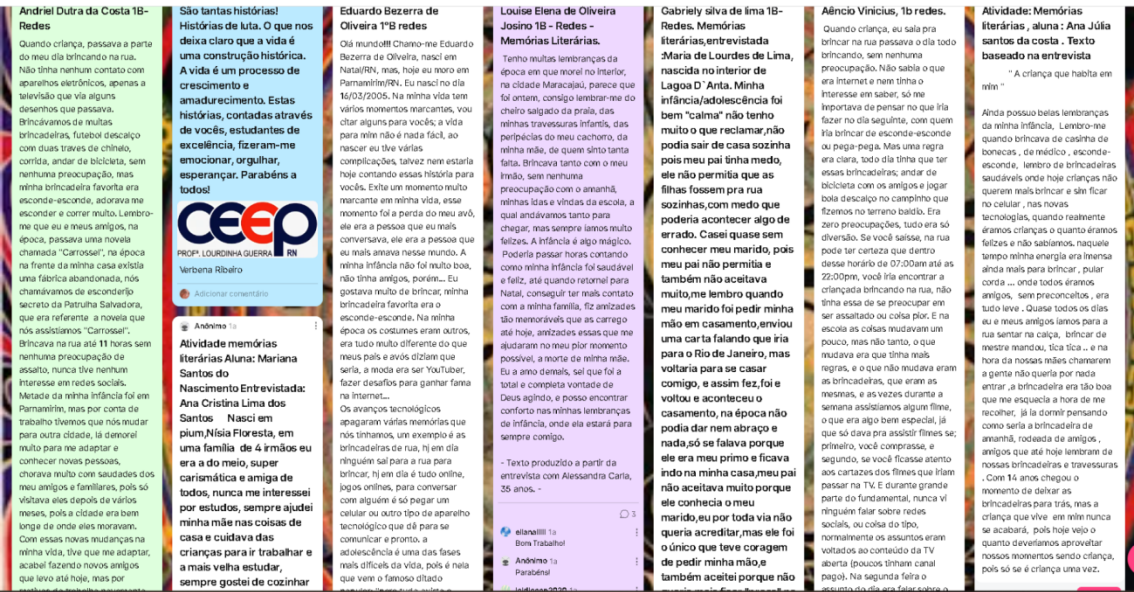 Andriel Dutra da Costa 1B-
Redes
Quando criança, passava a parte
do meu dia brincando na rua.
Não tinha nenhum contato com
aparelhos eletrônicos, apenas a
televisão que via alguns
desenhos que passava.
Brincávamos de muitas
brincadeiras, futebol descalço
com duas traves de chinelo,
corrida, andar de bicicleta, sem
nenhuma preocupação, mas
minha brincadeira favorita era
esconde-esconde, adorava me
esconder e correr muito. Lembro-
me que eu e meus amigos, na
época, passava uma novela
chamada "Carrossel", na época
na frente da minha casa existia
uma fábrica abandonada, nós
chamávamos de esconderijo
secreto da Patrulha Salvadora,
que era referente a novela que
nós assistíamos "Carrossel".
Brincava na rua até 11 horas sem
nenhuma preocupação de
assalto, nunca tive nenhum
interesse em redes sociais.
Metade da minha infância foi em
Parnamirim, mas por conta de
trabalho tivemos que nós mudar
para outra cidade, lá demorei
muito para me adaptar e
conhecer novas pessoas,
chorava muito com saudades dos
meus amigos e familiares, pois só
visitava eles depois de vários
meses, pois a cidade era bem
longe de onde eles moravam.
Com essas novas mudanças na
minha vida, tive que me adaptar,
acabei fazendo novos amigos
que levo até hoje, mas por
São tantas histórias!
Histórias de luta. O que nos
deixa claro que a vida é
uma construção histórica.
A vida é um processo de
crescimento e
amadurecimento. Estas
histórias, contadas através
de vocês, estudantes de
excelência, fizeram-me
emocionar, orgulhar,
esperançar. Parabéns a
todos!
CEEP
PROFª. LOURDINHA GUERRA RN
Verbena Ribeiro
Adicionar comentário
Anônimo 1a
Atividade memórias
literárias Aluna: Mariana
Santos do
Nascimento Entrevistada:
Ana Cristina Lima dos
Santos Nasci em
pium,Nísia Floresta, em
uma família de 4 irmãos eu
era a do meio, super
carismática e amiga de
todos, nunca me interessei
por estudos, sempre ajudei
minha mãe nas coisas de
casa e cuidava das
crianças para ir trabalhar e
a mais velha estudar,
sempre gostei de cozinhar
Eduardo Bezerra de
Oliveira 1°B redes
Olá mundo!!! Chamo-me Eduardo
Bezerra de Oliveira, nasci em
Natal/RN, mas, hoje eu moro em
Parnamirim/RN. Eu nasci no dia
16/03/2005. Na minha vida tem
vários momentos marcantes, vou
citar alguns para vocês; a vida
para mim não é nada fácil, ao
nascer eu tive várias
complicações, talvez nem estaria
hoje contando essas história para
vocês. Exite um momento muito
marcante em minha vida, esse
momento foi a perda do meu avô,
ele era a pessoa que eu mais
conversava, ele era a pessoa que
eu mais amava nesse mundo. A
minha infância não foi muito boa,
não tinha amigos, porém... Eu
gostava muito de brincar, minha
brincadeira favorita era o
esconde-esconde. Na minha
época os costumes eram outros,
era tudo muito diferente do que
meus pais e avós diziam que
seria, a moda era ser YouTuber,
fazer desafios para ganhar fama
na internet...
Os avanços tecnológicos
apagaram várias memórias que
nós tínhamos, um exemplo é as
brincadeiras de rua, hj em dia
ninguém sai para a rua para
brincar, hj em dia é tudo online,
jogos onlines, para conversar
com alguém é só pegar um
celular ou outro tipo de aparelho
tecnológico que dê para se
comunicar e pronto. a
adolescência é uma das fases
mais difíceis da vida, pois é nela
que vem o famoso ditado
Louise Elena de Oliveira
Josino 1B - Redes -
Memórias Literárias.
Tenho muitas lembranças da
época em que morei no interior,
na cidade Maracajaú, parece que
foi ontem, consigo lembrar-me do
cheiro salgado da praia, das
minhas travessuras infantis, das
peripécias do meu cachorro, da
minha mãe, de quem sinto tanta
falta. Brincava tanto com o meu
irmão, sem nenhuma
preocupação com o amanhã,
minhas idas e vindas da escola, a
qual andávamos tanto para
chegar, mas sempre íamos muito
felizes. A infância é algo mágico.
Poderia passar horas contando
como minha infância foi saudável
e feliz, até quando retornei para
Natal, conseguir ter mais contato
com a minha família, fiz amizades
tão memoráveis que as carrego
até hoje, amizades essas que me
ajudaram no meu pior momento
possível, a morte de minha mãe.
Eu a amo demais, sei que foi a
total e completa vontade de
Deus agindo, e posso encontrar
conforto nas minhas lembranças
de infância, onde ela estará para
sempre comigo.
- Texto produzido a partir da
entrevista com Alessandra Carla,
35 anos. -
3
eilanalllll 1a
Bom Trabalho!
Anônimo 1a
Parabéns!
Gabriely silva de lima 1B-
Redes. Memórias
literárias,entrevistada
:Maria de Lourdes de Lima,
nascida no interior de
Lagoa D`Anta. Minha
infância/adolescência foi
bem "calma" não tenho
muito o que reclamar,não
podia sair de casa sozinha
pois meu pai tinha medo,
ele não permitia que as
filhas fossem pra rua
sozinhas,com medo que
poderia acontecer algo de
errado. Casei quase sem
conhecer meu marido, pois
meu pai não permitia e
também não aceitava
muito,me lembro quando
meu marido foi pedir minha
mão em casamento,enviou
uma carta falando que iria
para o Rio de Janeiro, mas
voltaria para se casar
comigo, e assim fez,foi e
voltou e aconteceu o
casamento, na época não
podia dar nem abraço e
nada,só se falava porque
ele era meu primo e ficava
indo na minha casa,meu pai
não aceitava muito porque
ele conhecia o meu
marido,eu por toda via não
queria acreditar,mas ele foi
o único que teve coragem
de pedir minha mão,e
também aceitei porque não
Aêncio Vinicius, 1b redes.
Quando criança, eu saia pra
brincar na rua passava o dia todo
brincando, sem nenhuma
preocupação. Não sabia o que
era internet e nem tinha o
interesse em saber, só me
importava de pensar no que iria
fazer no dia seguinte, com quem
iria brincar de esconde-esconde
ou pega-pega. Mas uma regra
era clara, todo dia tinha que ter
essas brincadeiras; andar de
bicicleta com os amigos e jogar
bola descalço no campinho que
fizemos no terreno baldio. Era
zero preocupações, tudo era só
diversão. Se você saísse, na rua
pode ter certeza que dentro
desse horário de 07:00am até as
22:00pm, você iria encontrar a
criançada brincando na rua, não
tinha essa de se preocupar em
ser assaltado ou coisa pior. E na
escola as coisas mudavam um
pouco, mas não tanto, o que
mudava era que tinha mais
regras, e o que não mudavam eram
as brincadeiras, que eram as
mesmas, e as vezes durante a
semana assistíamos algum filme,
o que era algo bem especial, já
que só dava pra assistir filmes se;
primeiro, você comprasse, e
segundo, se você ficasse atento
aos cartazes dos filmes que iriam
passar na TV. E durante grande
parte do fundamental, nunca vi
ninguém falar sobre redes
sociais, ou coisa do tipo,
normalmente os assuntos eram
voltados ao conteúdo da TV
aberta (poucos tinham canal
pago). Na segunda feira o
assunto do dia era falar sobre o
Atividade: Memórias
literárias , aluna : Ana Júlia
santos da costa . Texto
baseado na entrevista
" A criança que habita em
mim "
Ainda possuo belas lembranças
da minha infância, Lembro-me
quando brincava de casinha de
bonecas , de médico , esconde-
esconde, lembro de brincadeiras
saudáveis onde hoje crianças não
querem mais brincar e sim ficar
no celular , nas novas
tecnologias, quando realmente
éramos crianças o quanto éramos
felizes e não sabíamos. naquele
tempo minha energia era imensa
ainda mais para brincar , pular
corda ... onde todos éramos
amigos, sem preconceitos , era
tudo leve . Quase todos os dias
eu e meus amigos íamos para a
rua sentar na calça, brincar de
mestre mandou, tica tica .. e na
hora da nossas mães chamarem
a gente não queria por nada
entrar ,a brincadeira era tão boa
que me esquecia a hora de me
recolher, já ia dormir pensando
como seria a brincadeira de
amanhã, rodeada de amigos ,
amigos que até hoje lembram de
nossas brincadeiras e travessuras
. Com 14 anos chegou o
momento de deixar as
brincadeiras para trás, mas a
criança que vive em mim nunca
se acabará, pois hoje vejo o
quanto deveríamos aproveitar
nossos momentos sendo criança,
pois só se é criança uma vez.